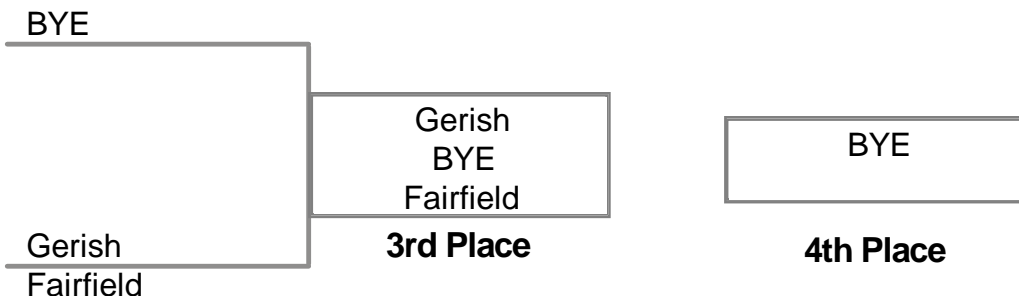 BYE
Gerish
BYE
Fairfield
BYE
Gerish
Fairfield
3rd Place
4th Place